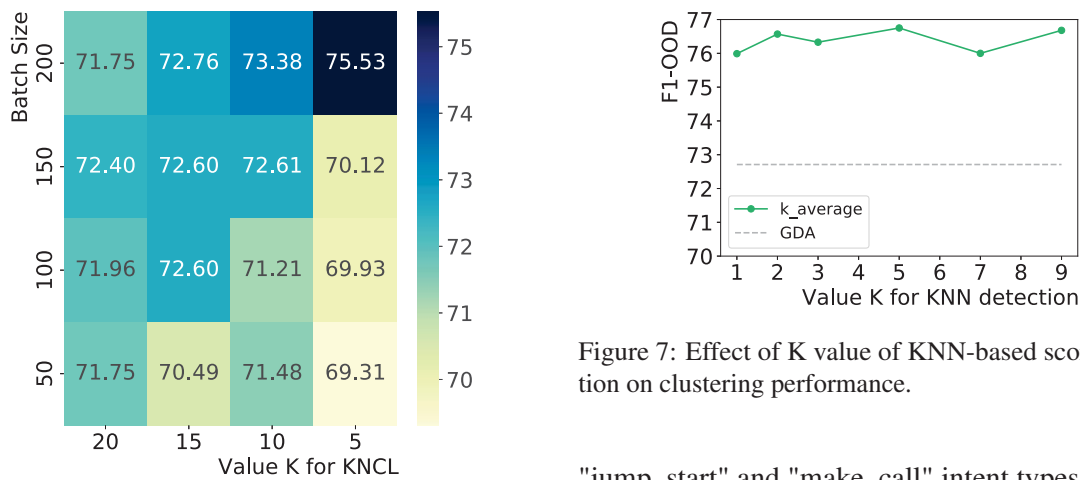 Batch Size
200
150
100
50
71.75 72.76 73.38 75.53
72.40 72.60 72.61 70.12
71.96 72.60 71.21 69.93
71.75 70.49 71.48 69.31
20 15 10 5
Value K for KNCL
75
74
73
72
71
70
F1-OOD
77
76
75
74
73
72
71
70
k_average
GDA
1 2 3 4 5 6 7 8 9
Value K for KNN detection
Figure 7: Effect of K value of KNN-based sco
tion on clustering performance.
"jump_start" and "make_call" intent types